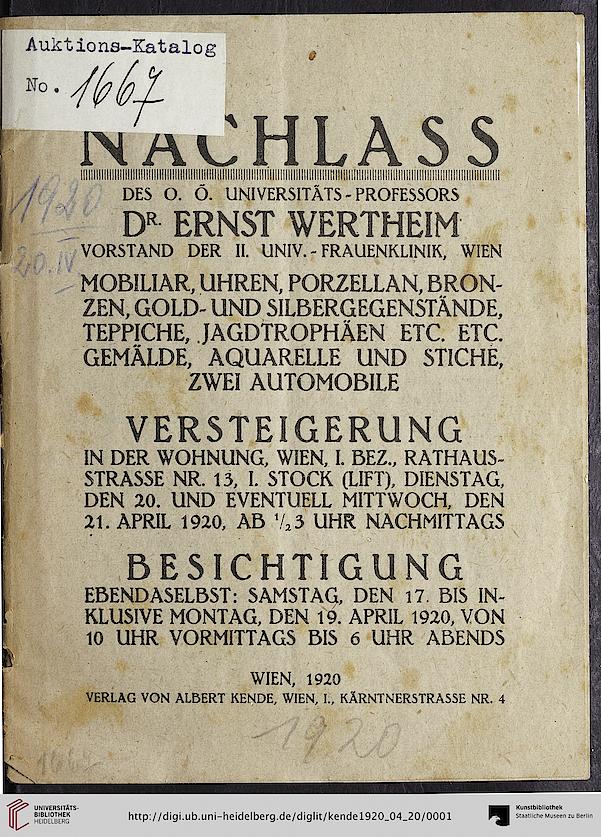 Auktions-Katalog
No. 1667
NACHLASS
1920
20.IV
DES O. Ö. UNIVERSITÄTS-PROFESSORS
DR. ERNST WERTHEIM
VORSTAND DER II. UNIV.-FRAUENKLINIK, WIEN
MOBILIAR, UHREN, PORZELLAN, BRON-
ZEN, GOLD- UND SILBERGEGENSTÄNDE,
TEPPICHE, JAGDTROPHÄEN ETC. ETC.
GEMÄLDE, AQUARELLE UND STICHE,
ZWEI AUTOMOBILE
VERSTEIGERUNG
IN DER WOHNUNG, WIEN, I. BEZ., RATHAUS-
STRASSE NR. 13, I. STOCK (LIFT), DIENSTAG,
DEN 20. UND EVENTUELL MITTWOCH, DEN
21. APRIL 1920, AB 1/2 3 UHR NACHMITTAGS
BESICHTIGUNG
EBENDASELBST: SAMSTAG, DEN 17. BIS IN-
KLUSIVE MONTAG, DEN 19. APRIL 1920, VON
10 UHR VORMITTAGS BIS 6 UHR ABENDS
WIEN, 1920
VERLAG VON ALBERT KENDE, WIEN, I., KÄRNTNERSTRASSE NR. 4
1920
1667
UNIVERSITÄTS-
BIBLIOTHEK
HEIDELBERG
http://digi.ub.uni-heidelberg.de/diglit/kende1920_04_20/0001
Kunstbibliothek
Staatliche Museen zu Berlin